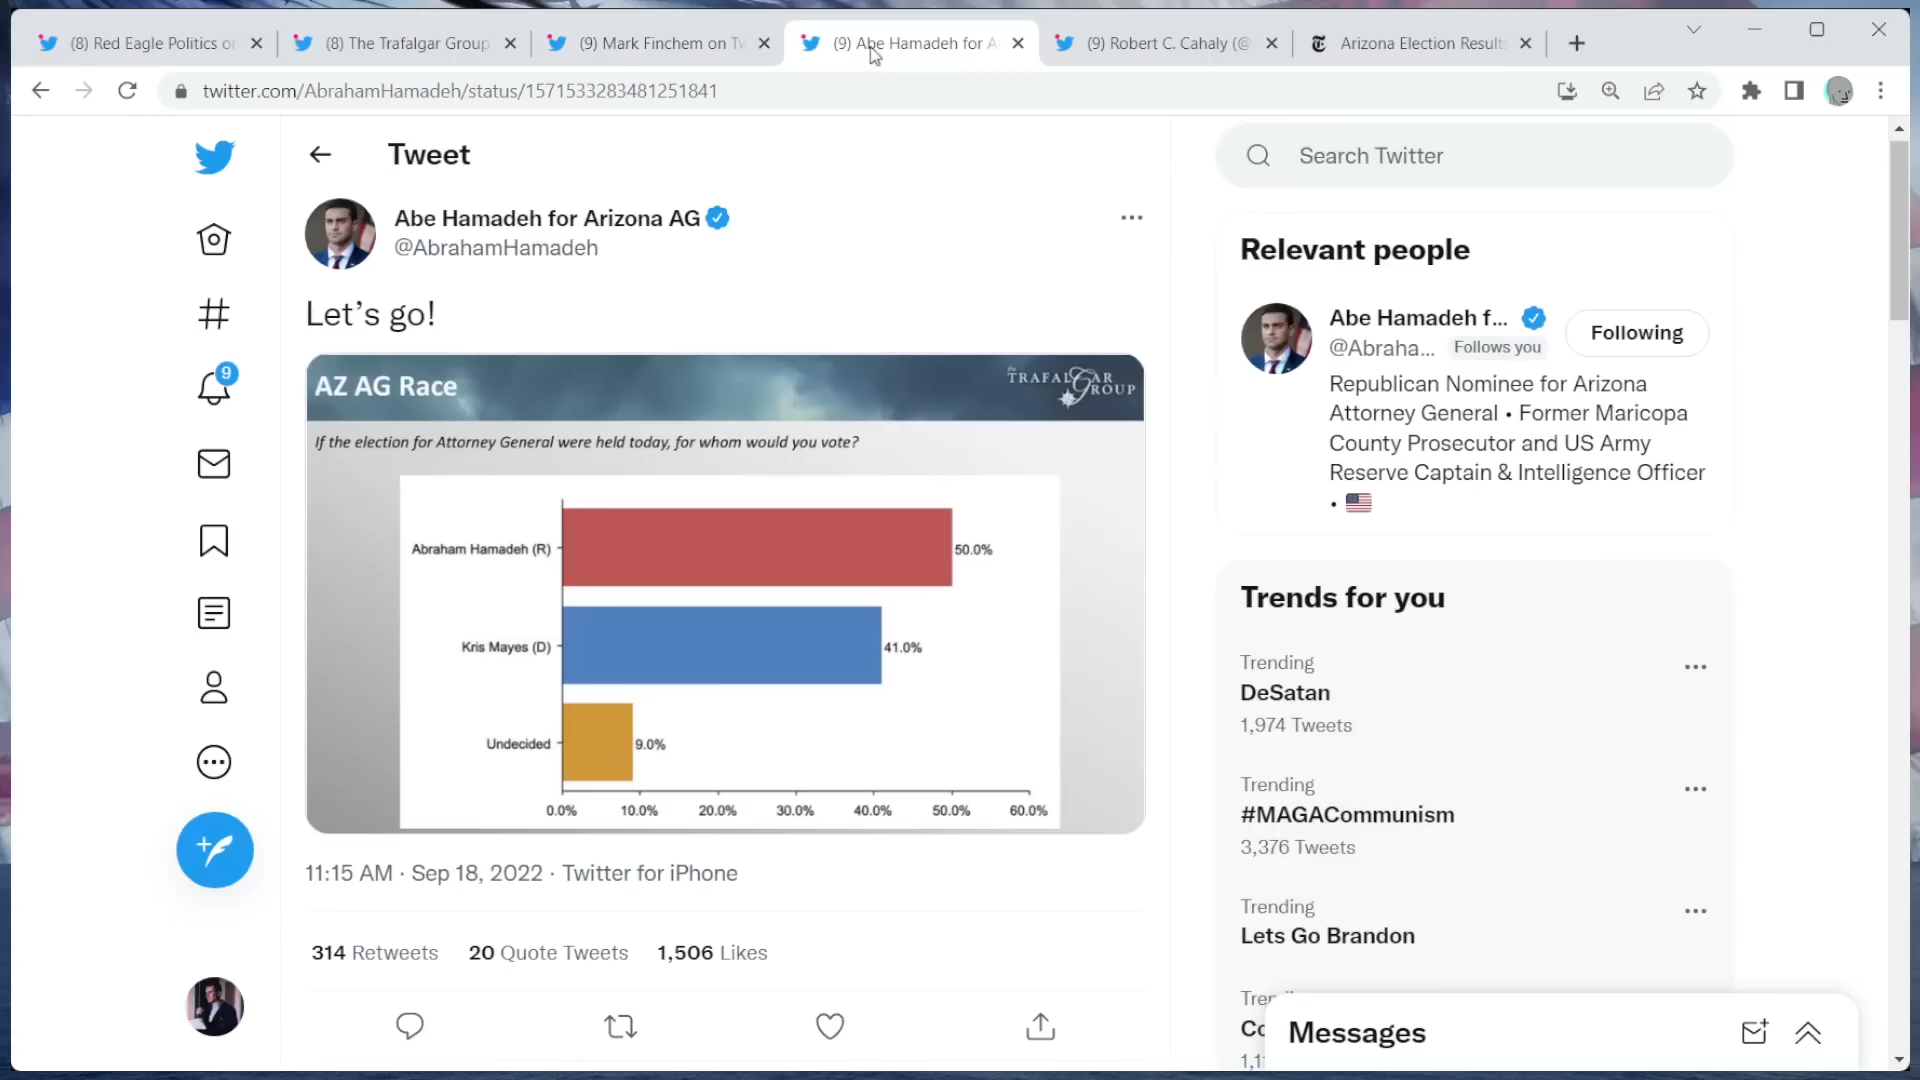 (8) Red Eagle Politics o
(8) The Trafalgar Group
(9) Mark Finchem on Tw
(9) Abe Hamadeh for A
(9) Robert C. Cahaly (@
Arizona Election Results
twitter.com/AbrahamHamadeh/status/1571533283481251841
Tweet
Search Twitter
Abe Hamadeh for Arizona AG
@AbrahamHamadeh
Let’s go!
AZ AG Race
the TRAFALGAR GROUP
If the election for Attorney General were held today, for whom would you vote?
Abraham Hamadeh (R)
50.0%
Kris Mayes (D)
41.0%
Undecided
9.0%
0.0% 10.0% 20.0% 30.0% 40.0% 50.0% 60.0%
11:15 AM · Sep 18, 2022 · Twitter for iPhone
314 Retweets 20 Quote Tweets 1,506 Likes
9
Relevant people
Abe Hamadeh f...
Following
@Abraha...
Follows you
Republican Nominee for Arizona
Attorney General • Former Maricopa
County Prosecutor and US Army
Reserve Captain & Intelligence Officer
•
Trends for you
Trending
DeSatan
1,974 Tweets
Trending
#MAGACommunism
3,376 Tweets
Trending
Lets Go Brandon
Messages